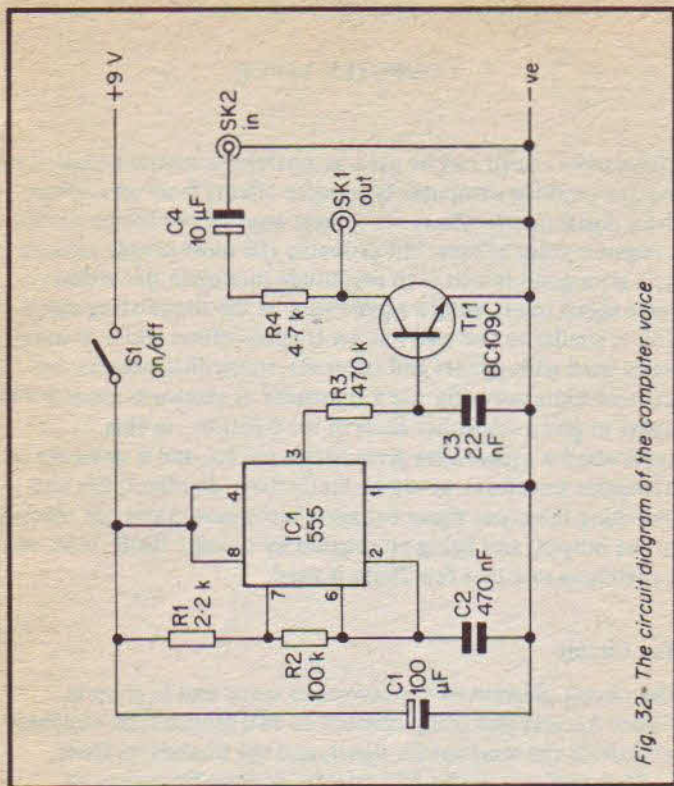 S1
on/off
+9 V
R1
2·2 k
8
4
7
6
2
3
1
IC1
555
R2
100 k
C1
100
µF
C2
470 nF
R3
470 k
C3
22
nF
R4
4·7 k
C4
10 µF
SK2
in
SK1
out
Tr1
BC109C
–ve
Fig. 32 The circuit diagram of the computer voice